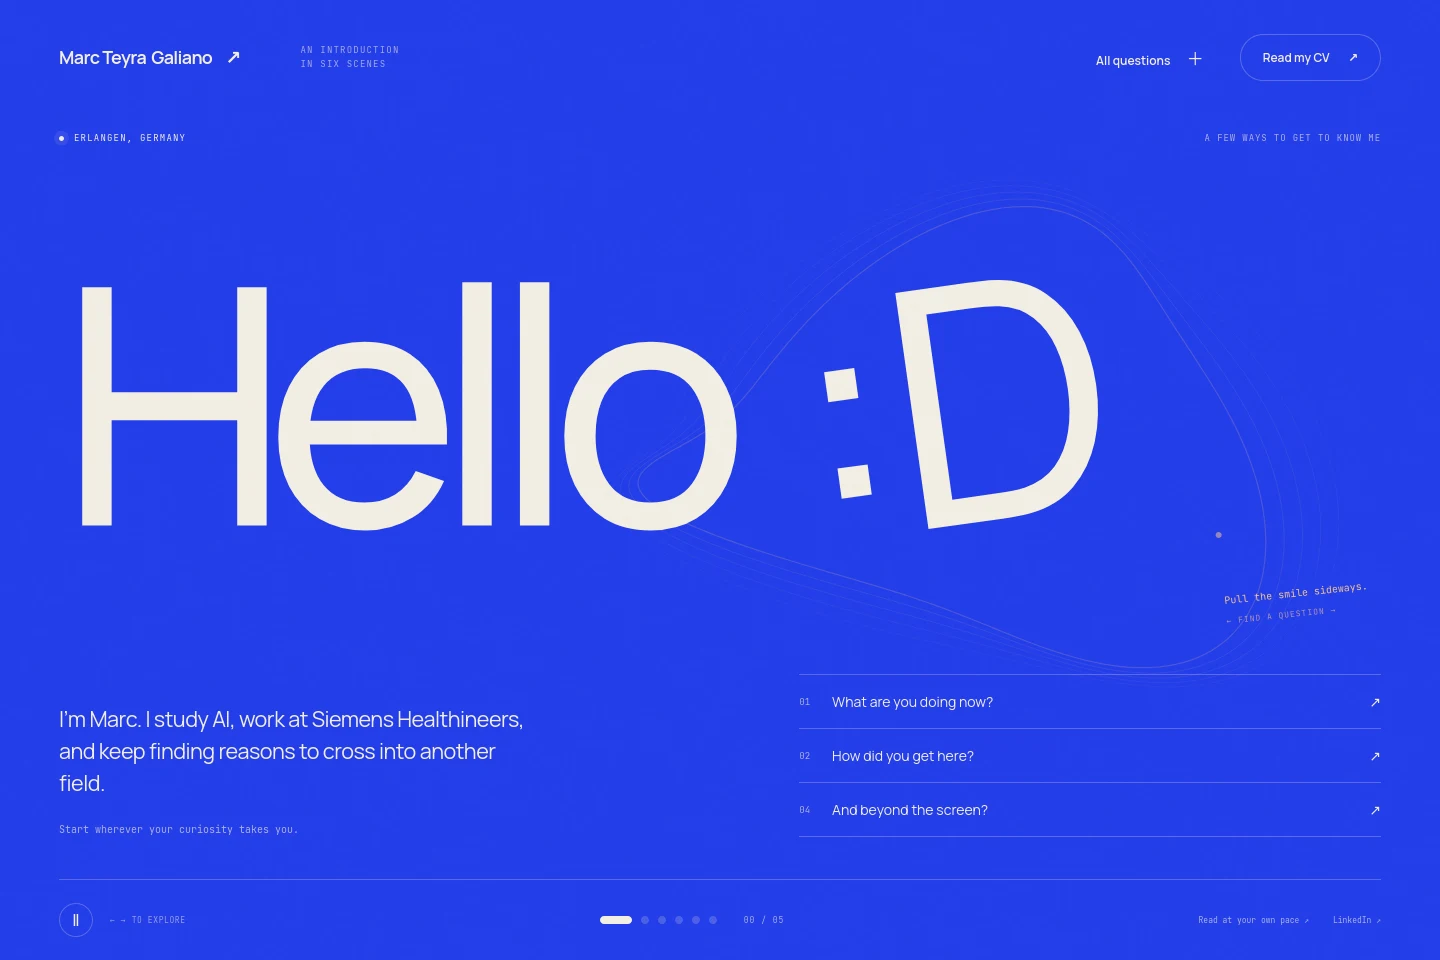 Marc Teyra Galiano ↗
AN INTRODUCTION
IN SIX SCENES
All questions +
Read my CV ↗
ERLANGEN, GERMANY
A FEW WAYS TO GET TO KNOW ME
Hello :D
Pull the smile sideways.
← FIND A QUESTION →
I'm Marc. I study AI, work at Siemens Healthineers,
and keep finding reasons to cross into another
field.
Start wherever your curiosity takes you.
01 What are you doing now? ↗
02 How did you get here? ↗
04 And beyond the screen? ↗
← → TO EXPLORE
00 / 05
Read at your own pace ↗
LinkedIn ↗